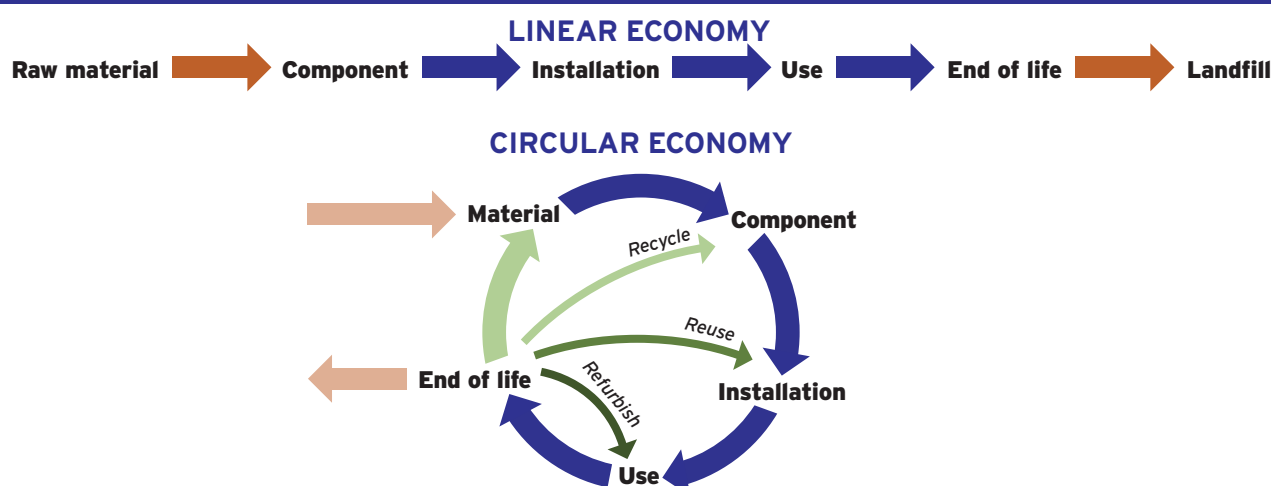 LINEAR ECONOMY
Raw material Component Installation Use End of life Landfill
CIRCULAR ECONOMY
Material
Component
Recycle
Reuse
End of life
Refurbish
Installation
Use